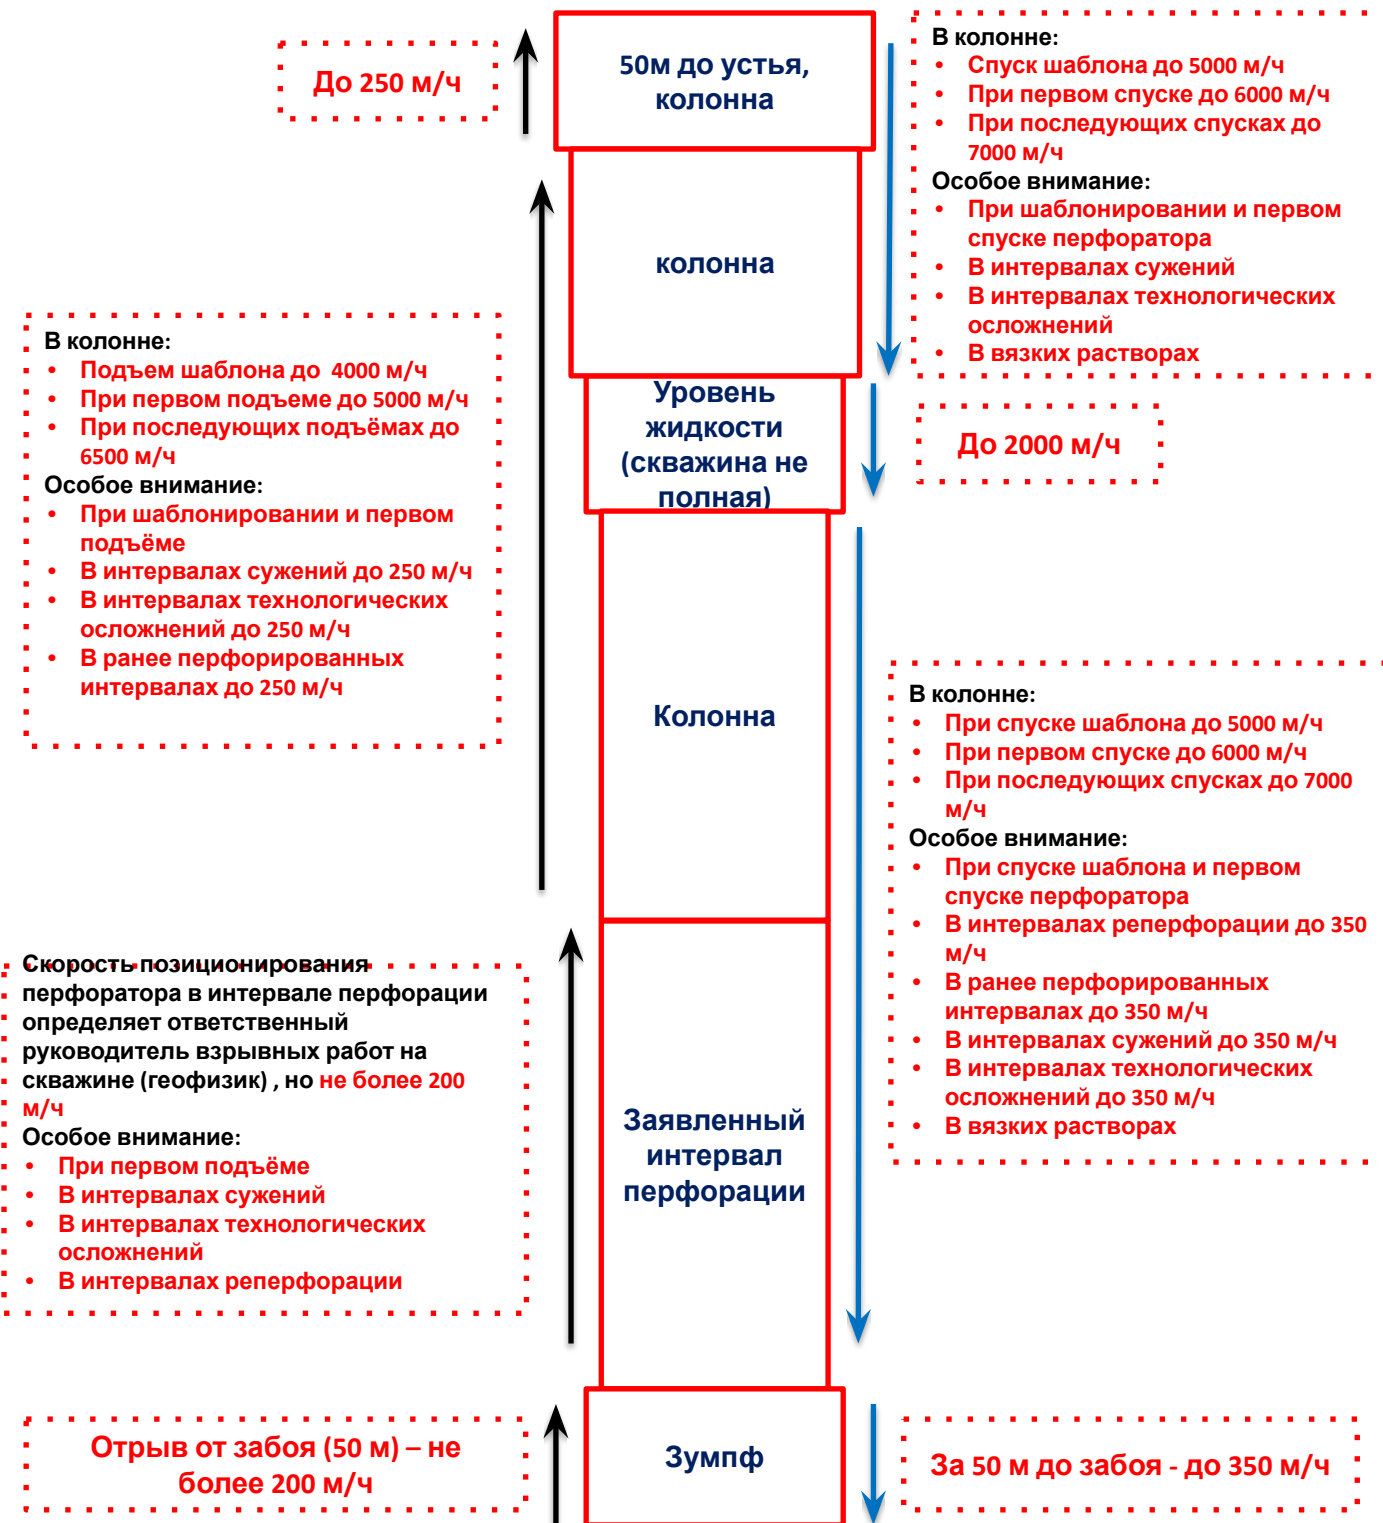 До 250 м/ч
50м до устья,
колонна
В колонне:
• Спуск шаблона до 5000 м/ч
• При первом спуске до 6000 м/ч
• При последующих спусках до
7000 м/ч
Особое внимание:
• При шаблонировании и первом
спуске перфоратора
• В интервалах сужений
• В интервалах технологических
осложнений
• В вязких растворах
колонна
В колонне:
• Подъем шаблона до 4000 м/ч
• При первом подъеме до 5000 м/ч
• При последующих подъёмах до
6500 м/ч
Особое внимание:
• При шаблонировании и первом
подъёме
• В интервалах сужений до 250 м/ч
• В интервалах технологических
осложнений до 250 м/ч
• В ранее перфорированных
интервалах до 250 м/ч
Уровень
жидкости
(скважина не
полная)
До 2000 м/ч
Колонна
В колонне:
• При спуске шаблона до 5000 м/ч
• При первом спуске до 6000 м/ч
• При последующих спусках до 7000
м/ч
Особое внимание:
• При спуске шаблона и первом
спуске перфоратора
• В интервалах реперфорации до 350
м/ч
• В ранее перфорированных
интервалах до 350 м/ч
• В интервалах сужений до 350 м/ч
• В интервалах технологических
осложнений до 350 м/ч
• В вязких растворах
Скорость позиционирования
перфоратора в интервале перфорации
определяет ответственный
руководитель взрывных работ на
скважине (геофизик) , но не более 200
м/ч
Особое внимание:
• При первом подъёме
• В интервалах сужений
• В интервалах технологических
осложнений
• В интервалах реперфорации
Заявленный
интервал
перфорации
Отрыв от забоя (50 м) – не
более 200 м/ч
Зумпф
За 50 м до забоя - до 350 м/ч